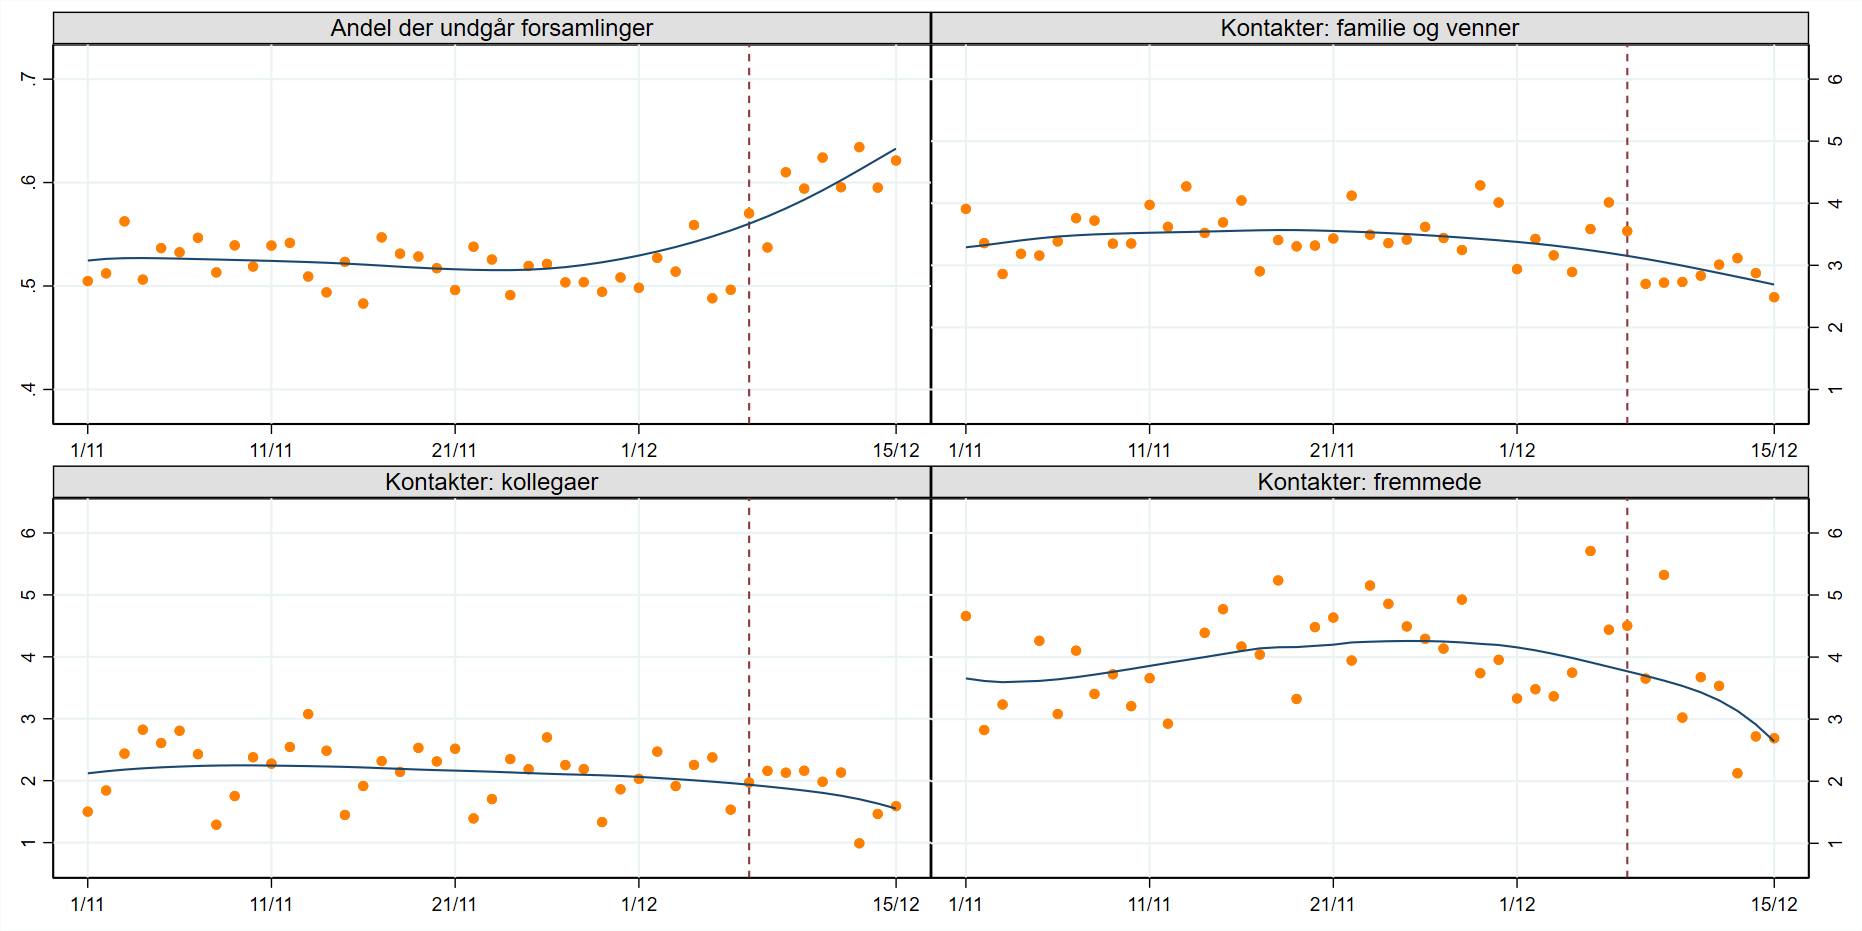 Andel der undgår forsamlinger
Kontakter: familie og venner
.7
.6
.5
.4
6
5
4
3
2
1
1/11 11/11 21/11 1/12 15/12
1/11 11/11 21/11 1/12 15/12
Kontakter: kollegaer
Kontakter: fremmede
6
5
4
3
2
1
6
5
4
3
2
1
1/11 11/11 21/11 1/12 15/12
1/11 11/11 21/11 1/12 15/12